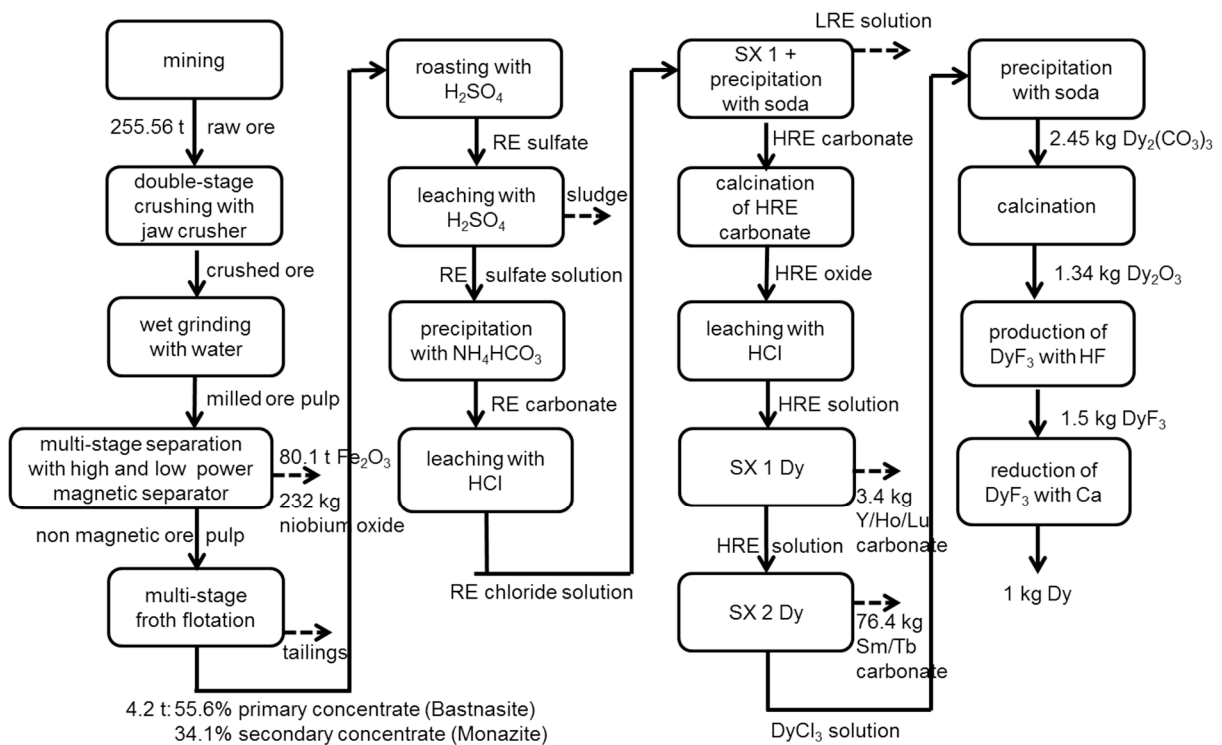 mining
255.56 t raw ore
double-stage
crushing with
jaw crusher
crushed ore
wet grinding
with water
milled ore pulp
multi-stage separation
with high and low power
magnetic separator
80.1 t Fe₂O₃
232 kg
niobium oxide
non magnetic ore pulp
multi-stage
froth flotation
tailings
4.2 t: 55.6% primary concentrate (Bastnasite)
34.1% secondary concentrate (Monazite)
roasting with
H₂SO₄
RE sulfate
leaching with
H₂SO₄
sludge
RE sulfate solution
precipitation
with NH₄HCO₃
RE carbonate
leaching with
HCl
RE chloride solution
SX 1 +
precipitation
with soda
LRE solution
HRE carbonate
calcination
of HRE
carbonate
HRE oxide
leaching with
HCl
HRE solution
SX 1 Dy
3.4 kg
Y/Ho/Lu
carbonate
HRE solution
SX 2 Dy
76.4 kg
Sm/Tb
carbonate
DyCl₃ solution
precipitation
with soda
2.45 kg Dy₂(CO₃)₃
calcination
1.34 kg Dy₂O₃
production of
DyF₃ with HF
1.5 kg DyF₃
reduction of
DyF₃ with Ca
1 kg Dy